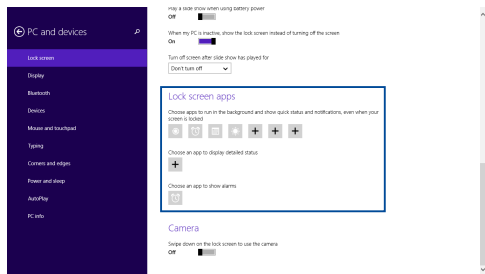 PC and devices
Lock screen
Display
Bluetooth
Devices
Mouse and touchpad
Typing
Corners and edges
Power and sleep
AutoPlay
PC info
Play a slide show when using battery power
Off
When my PC is inactive, show the lock screen instead of turning off the screen
On
Turn off screen after slide show has played for
Don't turn off
Lock screen apps
Choose apps to run in the background and show quick status and notifications, even when your
screen is locked
Choose an app to display detailed status
Choose an app to show alarms
Camera
Swipe down on the lock screen to use the camera
Off